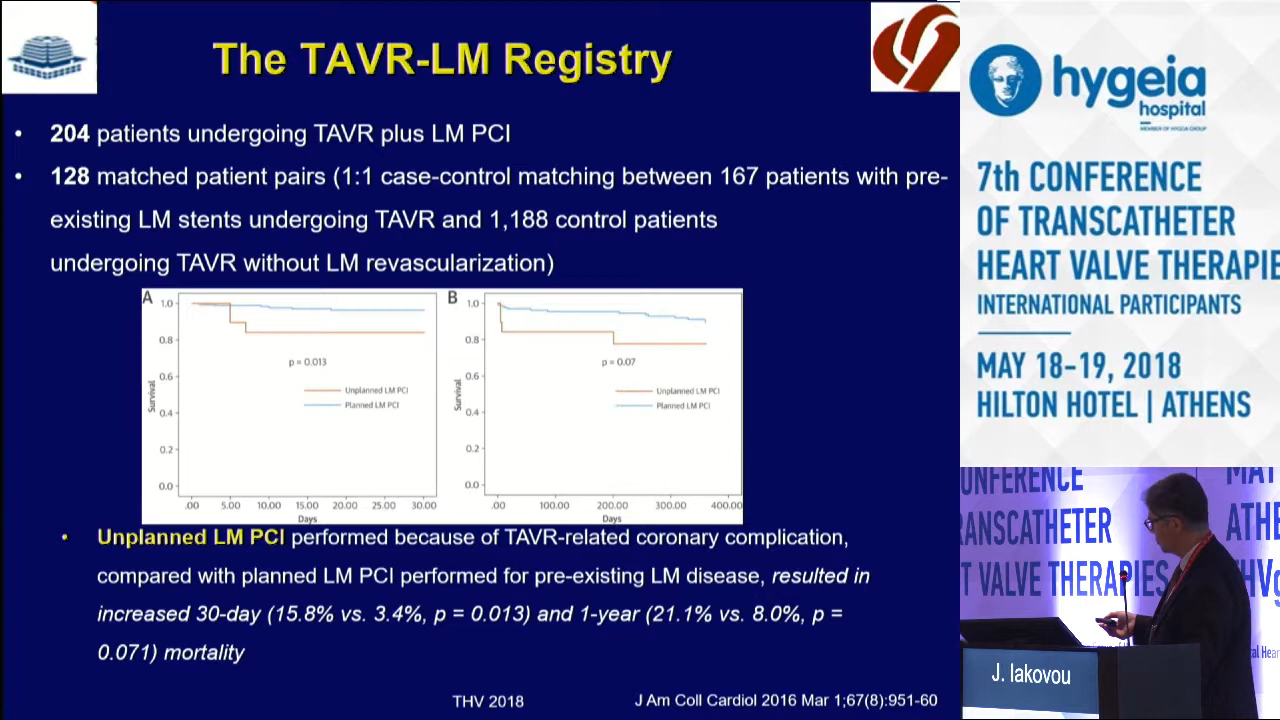 The TAVR-LM Registry
• 204 patients undergoing TAVR plus LM PCI
• 128 matched patient pairs (1:1 case-control matching between 167 patients with pre-
existing LM stents undergoing TAVR and 1,188 control patients
undergoing TAVR without LM revascularization)
A
1.0
0.8
0.6
0.4
0.2
0.0
Survival
p = 0.013
Unplanned LM PCI
Planned LM PCI
.00 5.00 10.00 15.00 20.00 25.00 30.00
Days
B
1.0
0.8
0.6
0.4
0.2
0.0
Survival
p = 0.07
Unplanned LM PCI
Planned LM PCI
.00 100.00 200.00 300.00 400.00
Days
• Unplanned LM PCI performed because of TAVR-related coronary complication,
compared with planned LM PCI performed for pre-existing LM disease, resulted in
increased 30-day (15.8% vs. 3.4%, p = 0.013) and 1-year (21.1% vs. 8.0%, p =
0.071) mortality
THV 2018
J Am Coll Cardiol 2016 Mar 1;67(8):951-60
hygeia
hospital
MEMBER OF HYGEIA GROUP
7th CONFERENCE
OF TRANSCATHETER
HEART VALVE THERAPIE
INTERNATIONAL PARTICIPANTS
MAY 18-19, 2018
HILTON HOTEL | ATHENS
ONFERENCE
RANSCATHETER
T VALVE THERAPIES
MAY
ATHE
HVg
tal Hear
J. Iakovou